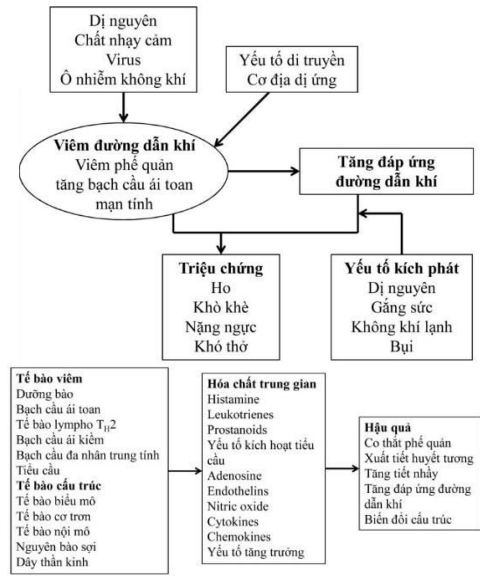 Dị nguyên
Chất nhạy cảm
Virus
Ô nhiễm không khí
Yếu tố di truyền
Cơ địa dị ứng
Viêm đường dẫn khí
Viêm phế quản
tăng bạch cầu ái toan
mạn tính
Tăng đáp ứng
đường dẫn khí
Triệu chứng
Ho
Khò khè
Nặng ngực
Khó thở
Yếu tố kích phát
Dị nguyên
Gắng sức
Không khí lạnh
Bụi
Tế bào viêm
Dưỡng bào
Bạch cầu ái toan
Tế bào lympho TH2
Bạch cầu ái kiềm
Bạch cầu đa nhân trung tính
Tiểu cầu
Tế bào cấu trúc
Tế bào biểu mô
Tế bào cơ trơn
Tế bào nội mô
Nguyên bào sợi
Dây thần kinh
Hóa chất trung gian
Histamine
Leukotrienes
Prostanoids
Yếu tố kích hoạt tiểu
cầu
Adenosine
Endothelins
Nitric oxide
Cytokines
Chemokines
Yếu tố tăng trưởng
Hậu quả
Co thắt phế quản
Xuất tiết huyết tương
Tăng tiết nhầy
Tăng đáp ứng đường
dẫn khí
Biến đổi cấu trúc